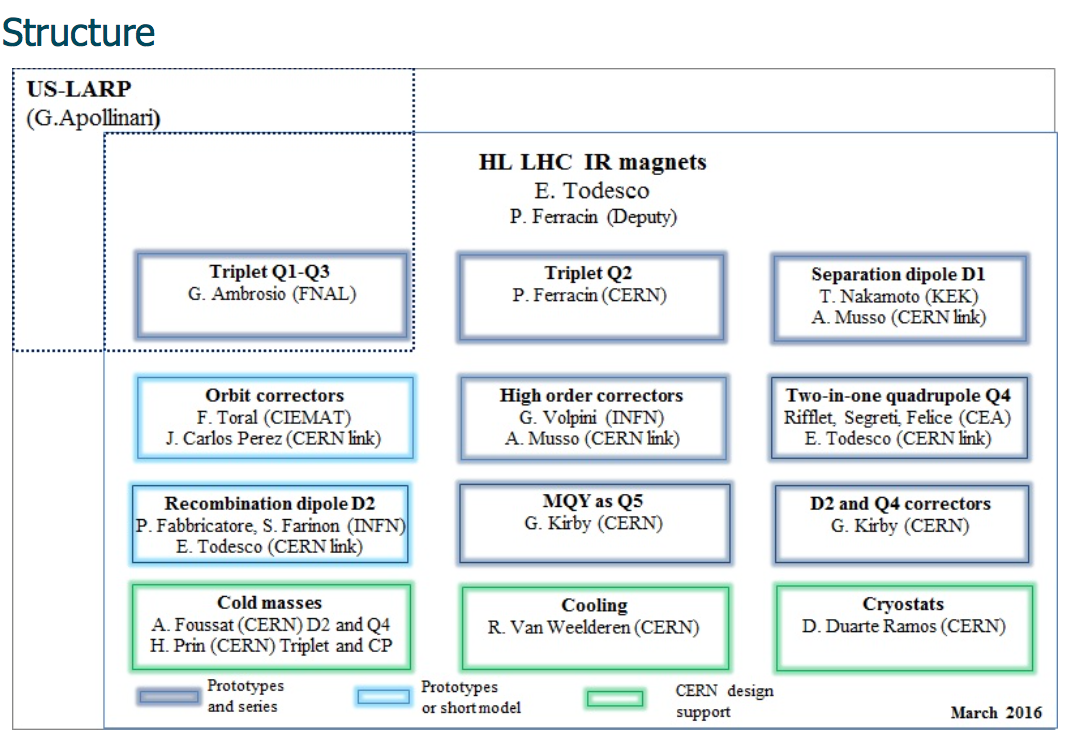 Structure
US-LARP
(G.Apollinari)
HL LHC IR magnets
E. Todesco
P. Ferracin (Deputy)
Triplet Q1-Q3
G. Ambrosio (FNAL)
Triplet Q2
P. Ferracin (CERN)
Separation dipole D1
T. Nakamoto (KEK)
A. Musso (CERN link)
Orbit correctors
F. Toral (CIEMAT)
J. Carlos Perez (CERN link)
High order correctors
G. Volpini (INFN)
A. Musso (CERN link)
Two-in-one quadrupole Q4
Rifflet, Segreti, Felice (CEA)
E. Todesco (CERN link)
Recombination dipole D2
P. Fabbricatore, S. Farinon (INFN)
E. Todesco (CERN link)
MQY as Q5
G. Kirby (CERN)
D2 and Q4 correctors
G. Kirby (CERN)
Cold masses
A. Foussat (CERN) D2 and Q4
H. Prin (CERN) Triplet and CP
Cooling
R. Van Weelderen (CERN)
Cryostats
D. Duarte Ramos (CERN)
Prototypes
and series
Prototypes
or short model
CERN design
support
March 2016